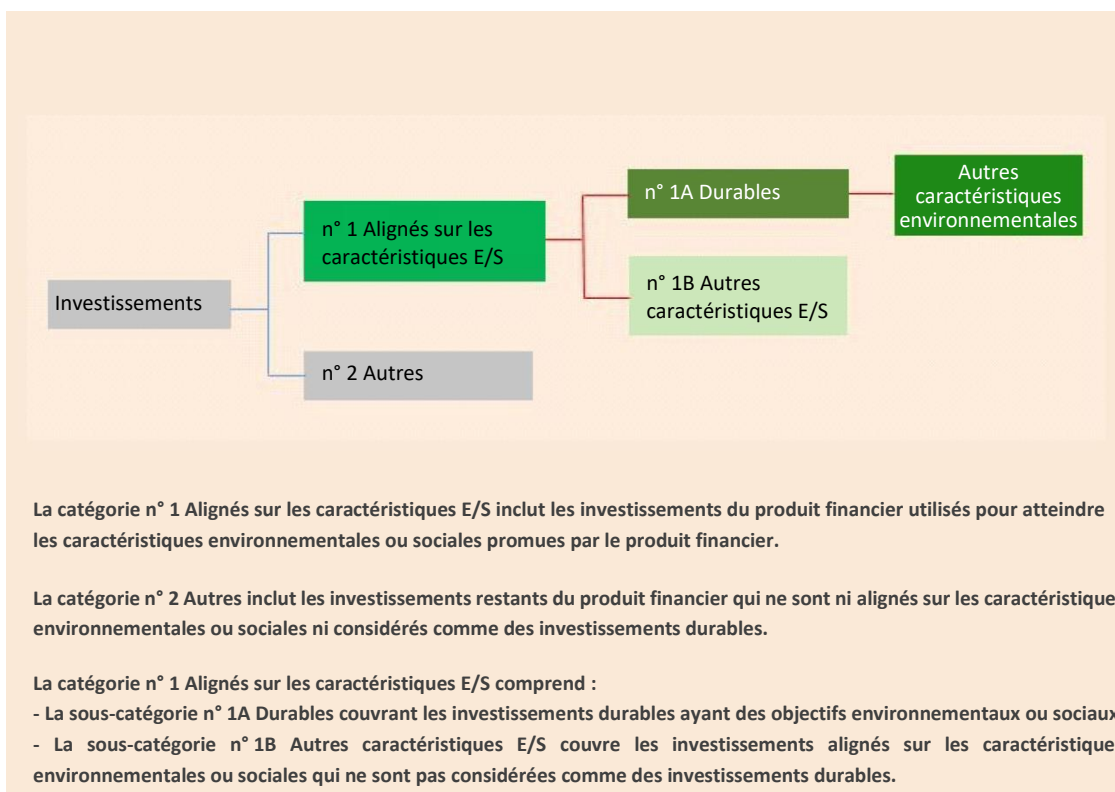 Autres
caractéristiques
environnementales
n° 1A Durables
n° 1 Alignés sur les
caractéristiques E/S
n° 1B Autres
caractéristiques E/S
Investissements
n° 2 Autres
La catégorie n° 1 Alignés sur les caractéristiques E/S inclut les investissements du produit financier utilisés pour atteindre
les caractéristiques environnementales ou sociales promues par le produit financier.
La catégorie n° 2 Autres inclut les investissements restants du produit financier qui ne sont ni alignés sur les caractéristique
environnementales ou sociales ni considérés comme des investissements durables.
La catégorie n° 1 Alignés sur les caractéristiques E/S comprend :
- La sous-catégorie n° 1A Durables couvrant les investissements durables ayant des objectifs environnementaux ou sociaux
- La sous-catégorie n° 1B Autres caractéristiques E/S couvre les investissements alignés sur les caractéristique
environnementales ou sociales qui ne sont pas considérées comme des investissements durables.